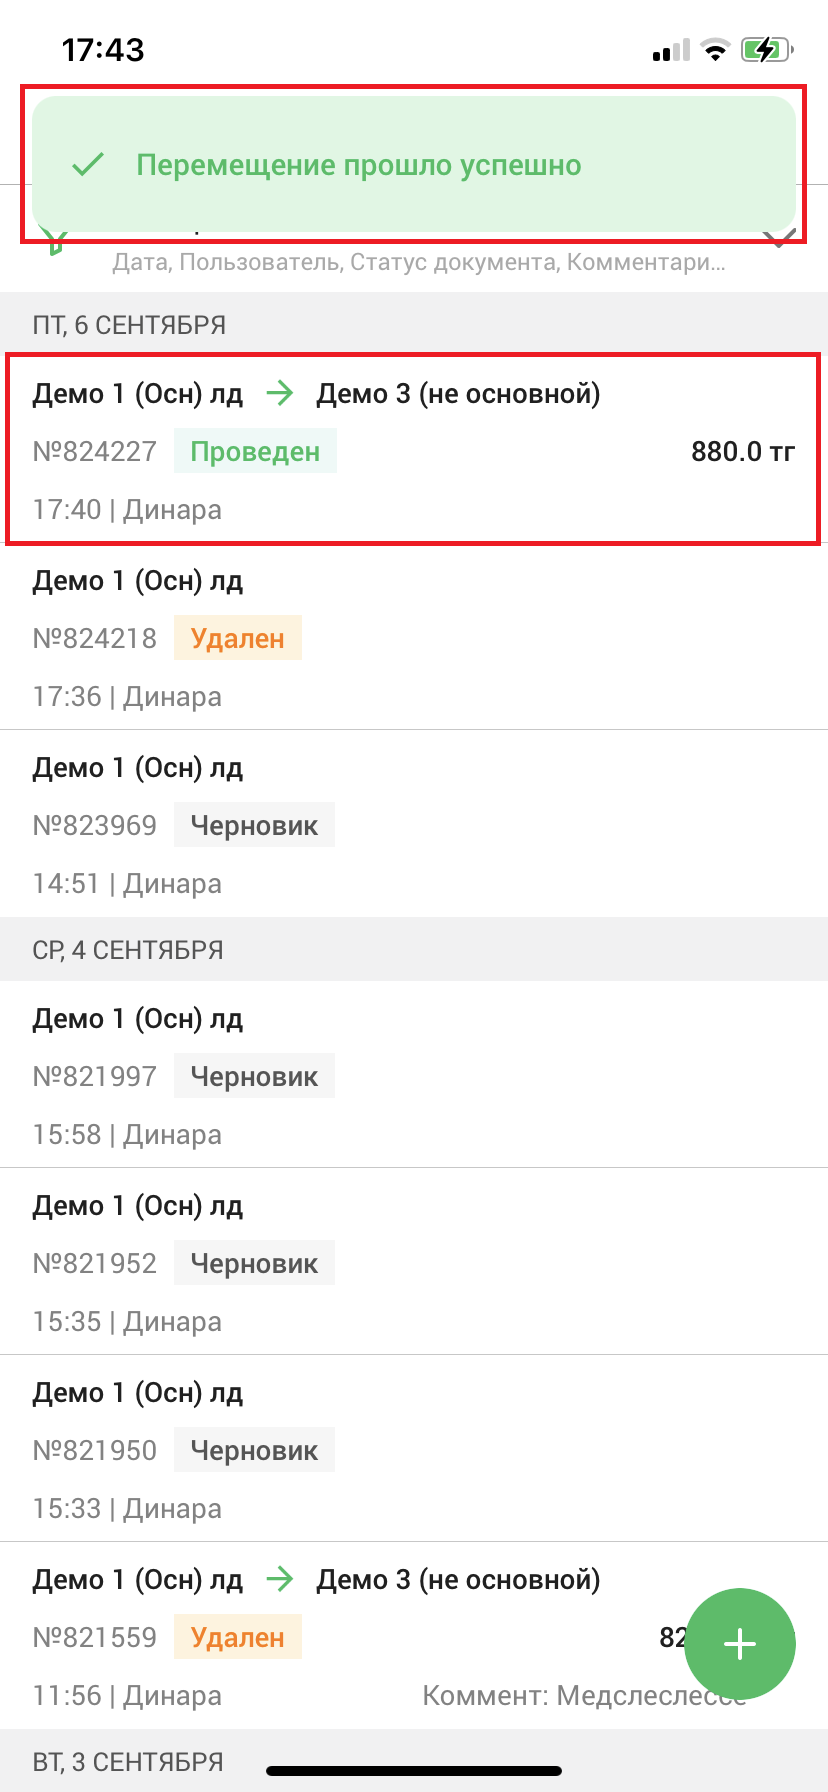 17:43
Перемещение прошло успешно
Дата, Пользователь, Статус документа, Комментари...
ПТ, 6 СЕНТЯБРЯ
Демо 1 (Осн) лд → Демо 3 (не основной)
№824227 Проведен 880.0 тг
17:40 | Динара
Демо 1 (Осн) лд
№824218 Удален
17:36 | Динара
Демо 1 (Осн) лд
№823969 Черновик
14:51 | Динара
СР, 4 СЕНТЯБРЯ
Демо 1 (Осн) лд
№821997 Черновик
15:58 | Динара
Демо 1 (Осн) лд
№821952 Черновик
15:35 | Динара
Демо 1 (Осн) лд
№821950 Черновик
15:33 | Динара
Демо 1 (Осн) лд → Демо 3 (не основной)
№821559 Удален
11:56 | Динара Коммент: Медслеслессе
ВТ, 3 СЕНТЯБРЯ